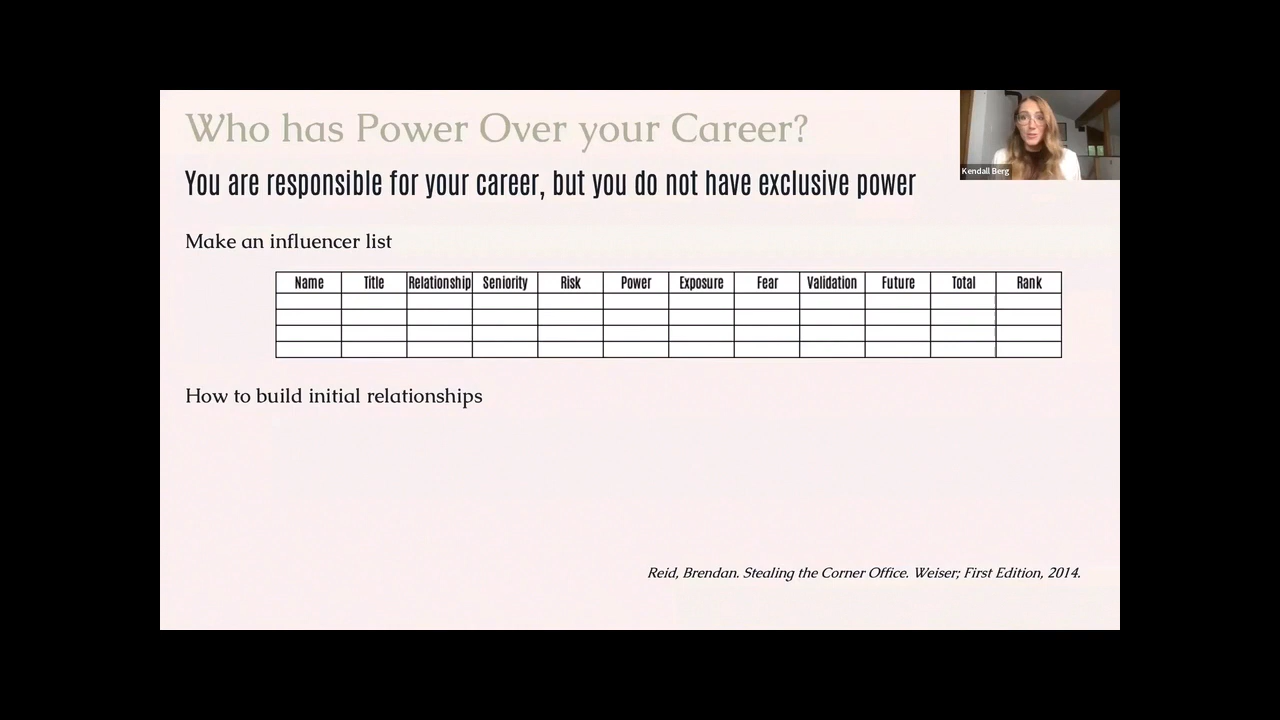 Who has Power Over your Career?
Kendall Berg
You are responsible for your career, but you do not have exclusive power
Make an influencer list
Name Title Relationship Seniority Risk Power Exposure Fear Validation Future Total Rank
How to build initial relationships
Reid, Brendan. Stealing the Corner Office. Weiser; First Edition, 2014.